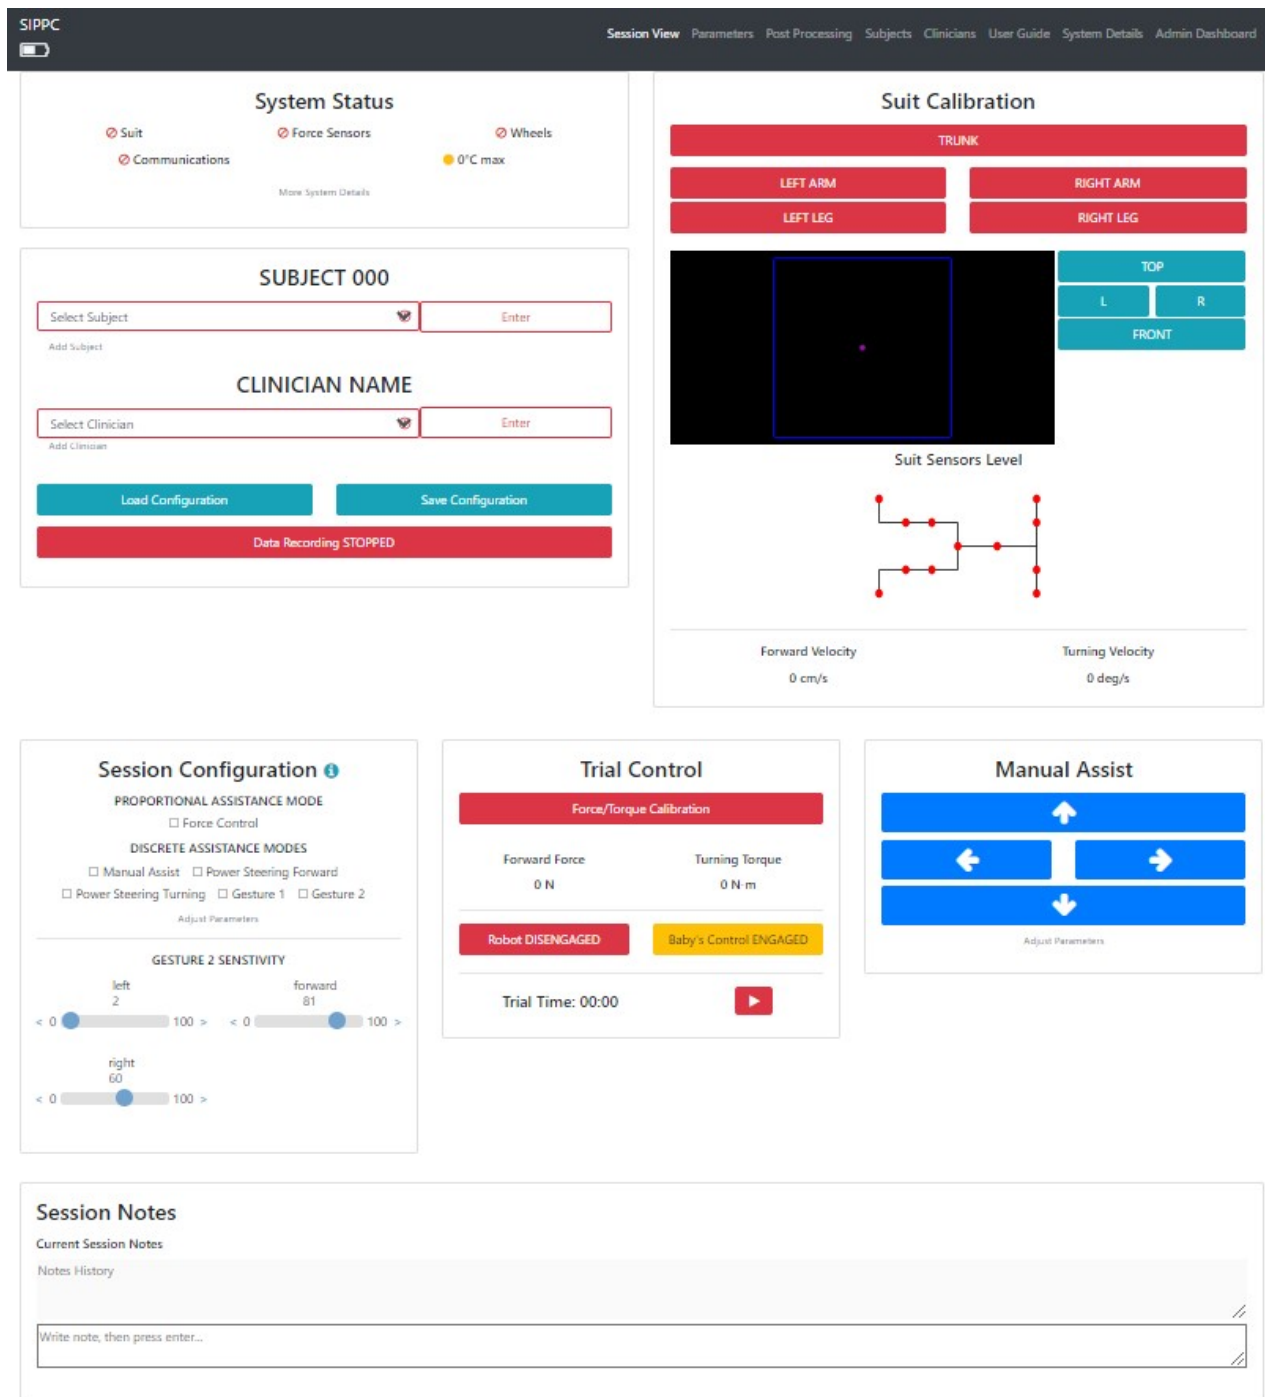 SIPPC
Session View Parameters Post Processing Subjects Clinicians User Guide System Details Admin Dashboard
System Status
Suit Force Sensors Wheels
Communications 0°C max
More System Details
SUBJECT 000
Select Subject Enter
Add Subject
CLINICIAN NAME
Select Clinician Enter
Add Clinician
Load Configuration Save Configuration
Data Recording STOPPED
Suit Calibration
TRUNK
LEFT ARM RIGHT ARM
LEFT LEG RIGHT LEG
TOP
L R
FRONT
Suit Sensors Level
Forward Velocity Turning Velocity
0 cm/s 0 deg/s
Session Configuration
PROPORTIONAL ASSISTANCE MODE
Force Control
DISCRETE ASSISTANCE MODES
Manual Assist Power Steering Forward
Power Steering Turning Gesture 1 Gesture 2
Adjust Parameters
GESTURE 2 SENSTIVITY
left forward
2 81
< 0 100 > < 0 100 >
right
60
< 0 100 >
Trial Control
Force/Torque Calibration
Forward Force Turning Torque
0 N 0 N-m
Robot DISENGAGED Baby's Control ENGAGED
Trial Time: 00:00
Manual Assist
Adjust Parameters
Session Notes
Current Session Notes
Notes History
Write note, then press enter...